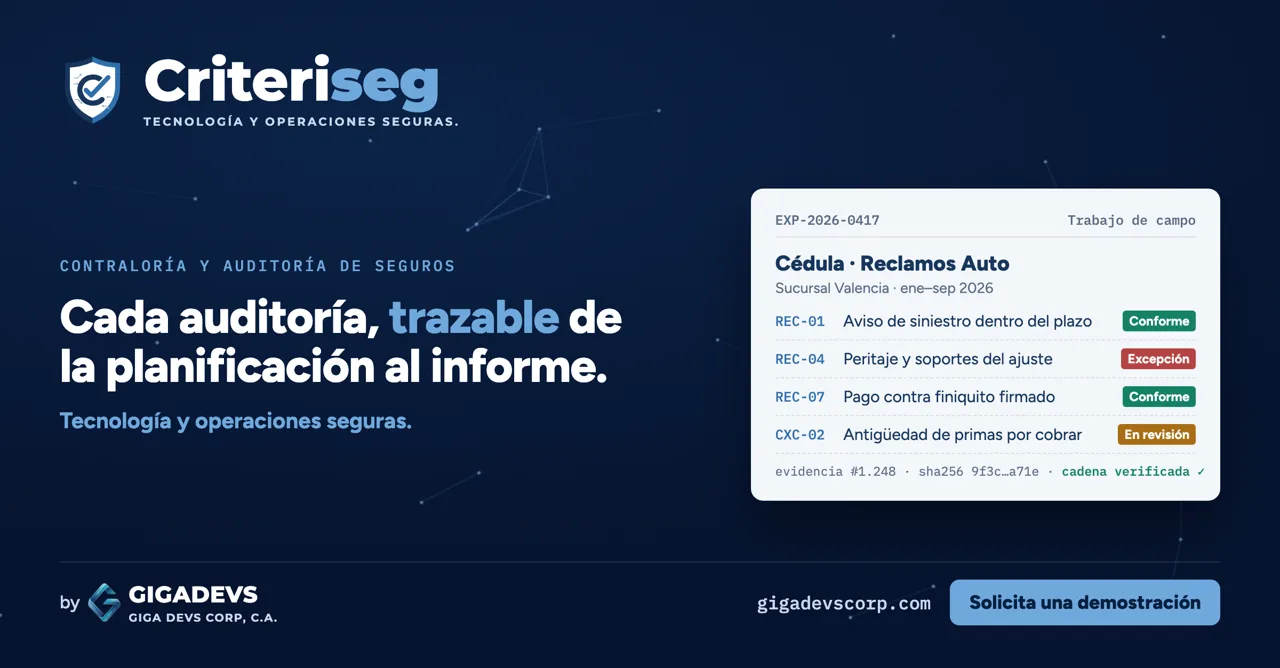 Criteriseg
TECNOLOGÍA Y OPERACIONES SEGURAS.
CONTRALORÍA Y AUDITORÍA DE SEGUROS
Cada auditoría, trazable de
la planificación al informe.
Tecnología y operaciones seguras.
EXP-2026-0417 Trabajo de campo
Cédula · Reclamos Auto
Sucursal Valencia · ene–sep 2026
REC-01 Aviso de siniestro dentro del plazo Conforme
REC-04 Peritaje y soportes del ajuste Excepción
REC-07 Pago contra finiquito firmado Conforme
CXC-02 Antigüedad de primas por cobrar En revisión
evidencia #1.248 · sha256 9f3c…a71e · cadena verificada ✓
by GIGADEVS
GIGA DEVS CORP, C.A.
gigadevscorp.com
Solicita una demostración